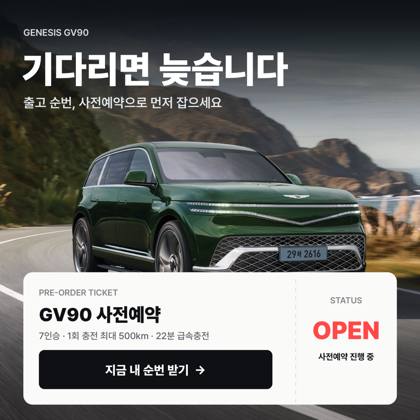 GENESIS GV90
기다리면 늦습니다
출고 순번, 사전예약으로 먼저 잡으세요
29서 2616
PRE-ORDER TICKET
GV90 사전예약
7인승 · 1회 충전 최대 500km · 22분 급속충전
지금 내 순번 받기 →
STATUS
OPEN
사전예약 진행 중